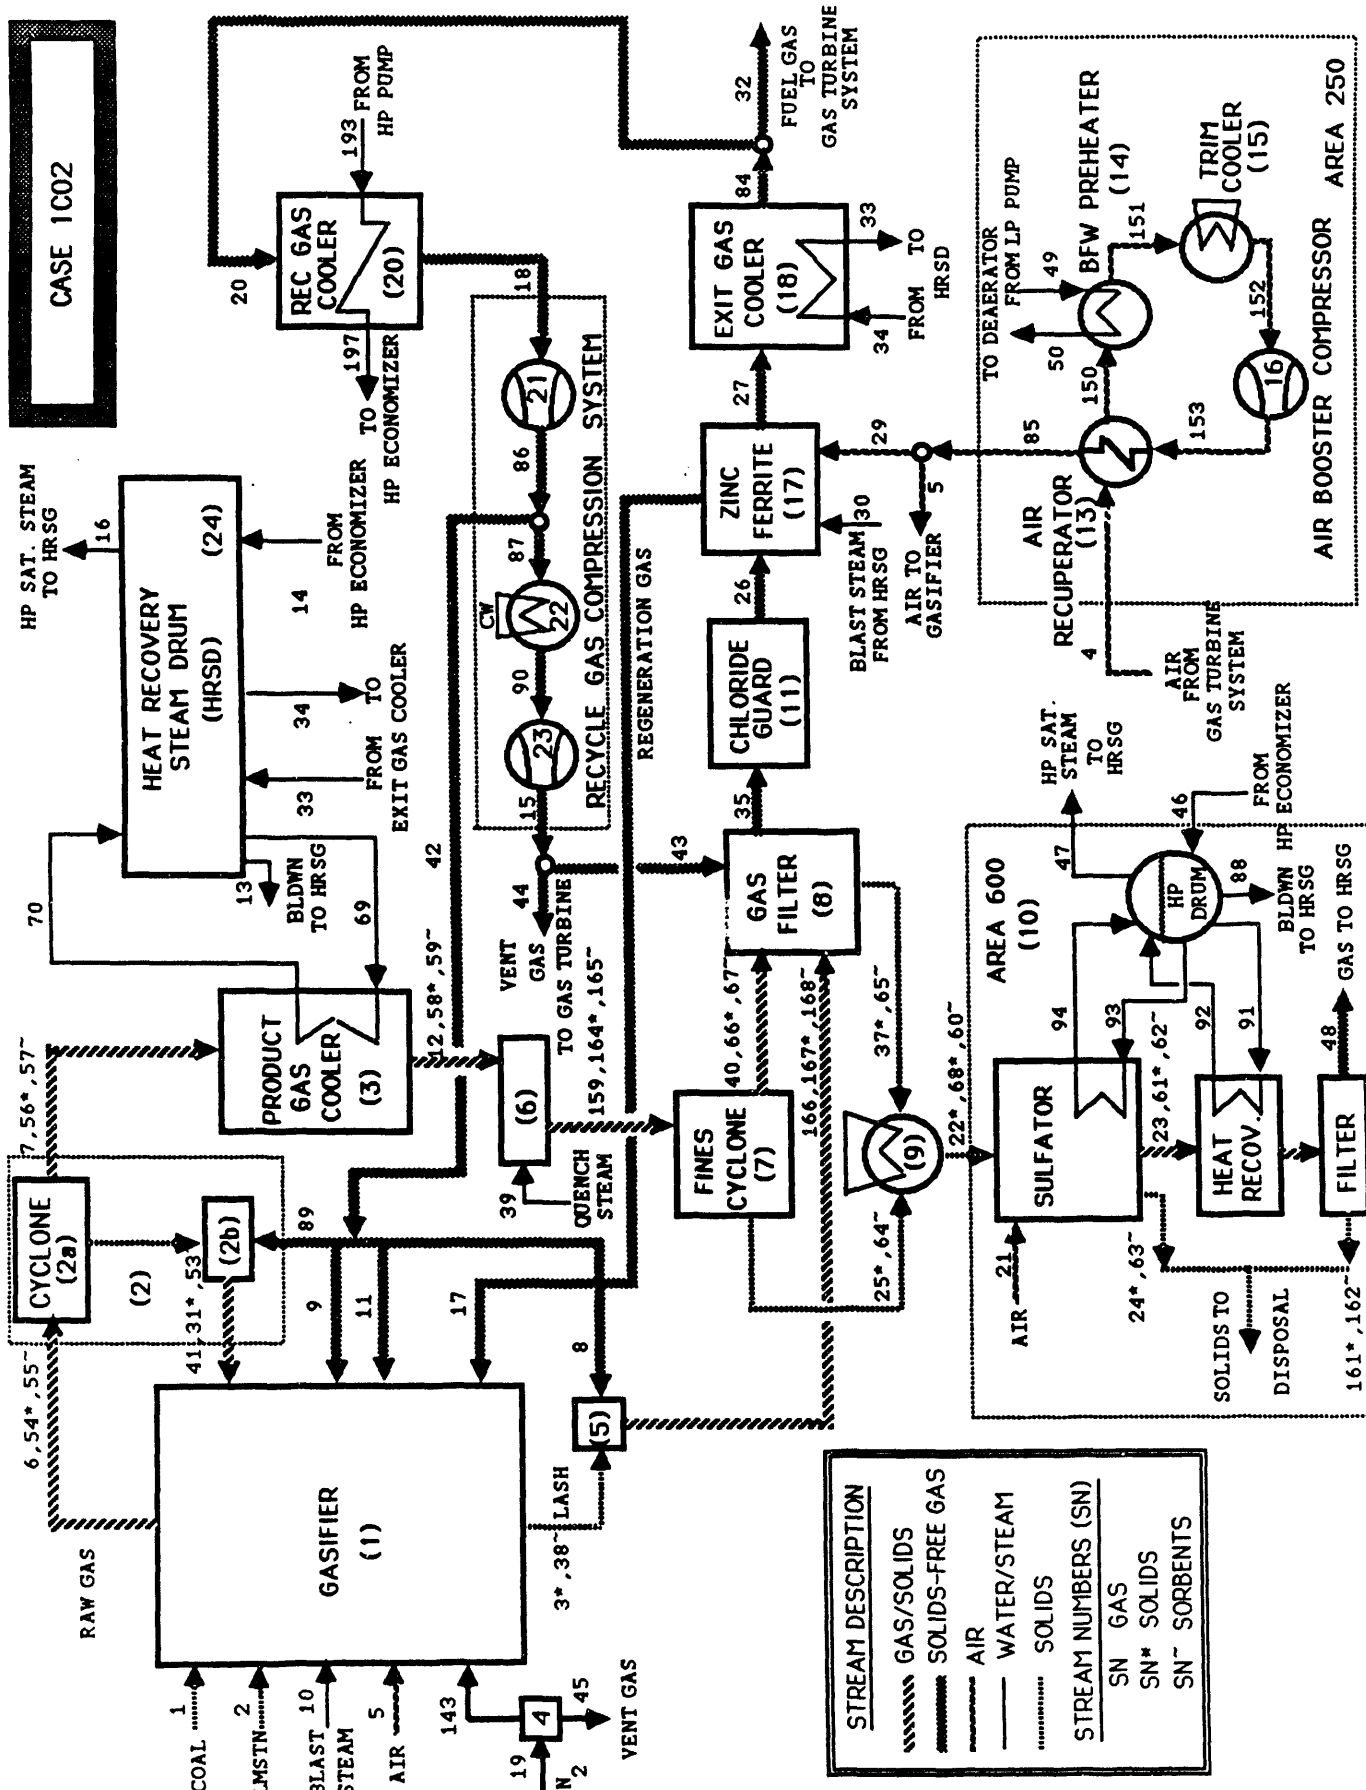 CASE 1C02
HP SAT. STEAM
TO HRSG
16
HEAT RECOVERY
STEAM DRUM
(HRSD)
(24)
14
FROM
HP ECONOMIZER
34
TO
EXIT GAS COOLER
33
FROM
13
BLDWN
TO HRSG
69
70
20
REC GAS
COOLER
(20)
193
FROM
HP PUMP
197
TO
HP ECONOMIZER
18
21
86
87
CW
22
90
23
15
RECYCLE GAS COMPRESSION SYSTEM
42
44
VENT
GAS
TO GAS TURBINE
43
REGENERATION GAS
32
FUEL GAS
TO
GAS TURBINE
SYSTEM
84
EXIT GAS
COOLER
(18)
33
34
FROM
TO
HRSD
27
ZINC
FERRITE
(17)
29
30
BLAST STEAM
FROM HRSG
5
AIR TO
GASIFIER
85
26
CHLORIDE
GUARD
(11)
35
GAS
FILTER
(8)
TO DEAERATOR
FROM LP PUMP
49
50
BFW PREHEATER
(14)
151
TRIM
COOLER
(15)
152
16
153
150
AIR
RECUPERATOR
(13)
4
AIR
FROM
GAS TURBINE
SYSTEM
AIR BOOSTER COMPRESSOR
AREA 250
CYCLONE
(2a)
(2)
(2b)
7,56*,57~
6,54*,55~
41,31*,53
89
PRODUCT
GAS
COOLER
(3)
12,58*,59~
(6)
39
QUENCH
STEAM
159,164*,165~
FINES
CYCLONE
(7)
40,66*,67~
166,167*,168~
37*,65~
25*,64~
(9)
22*,68*,60~
RAW GAS
GASIFIER
(1)
9
11
17
8
(5)
3*,38~
LASH
COAL
1
LMSTN
2
BLAST
STEAM
10
AIR
5
143
4
19
N2
45
VENT GAS
AREA 600
(10)
HP SAT.
STEAM
TO
HRSG
47
HP
DRUM
46
FROM
HP ECONOMIZER
88
BLDWN
TO HRSG
94
93
92
91
SULFATOR
AIR
21
23,61*,62~
24*,63~
HEAT
RECOV.
FILTER
48
GAS TO HRSG
161*,162~
SOLIDS TO
DISPOSAL
STREAM DESCRIPTION
GAS/SOLIDS
SOLIDS-FREE GAS
AIR
WATER/STEAM
SOLIDS
STREAM NUMBERS (SN)
SN GAS
SN* SOLIDS
SN~ SORBENTS